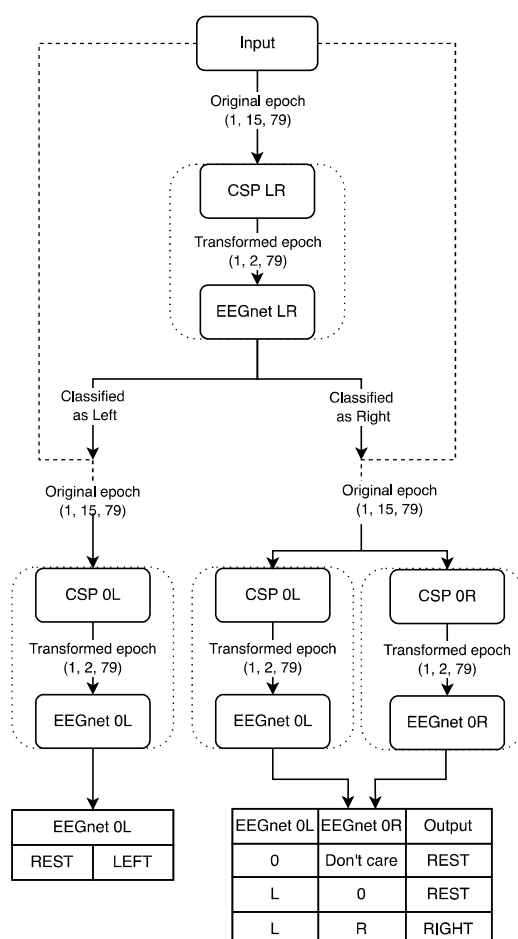 Input
Original epoch
(1, 15, 79)
CSP LR
Transformed epoch
(1, 2, 79)
EEGnet LR
Classified
as Left
Classified
as Right
Original epoch
(1, 15, 79)
Original epoch
(1, 15, 79)
CSP 0L
Transformed epoch
(1, 2, 79)
EEGnet 0L
CSP 0L
Transformed epoch
(1, 2, 79)
EEGnet 0L
CSP 0R
Transformed epoch
(1, 2, 79)
EEGnet 0R
EEGnet 0L
REST LEFT
EEGnet 0L EEGnet 0R Output
0 Don't care REST
L 0 REST
L R RIGHT